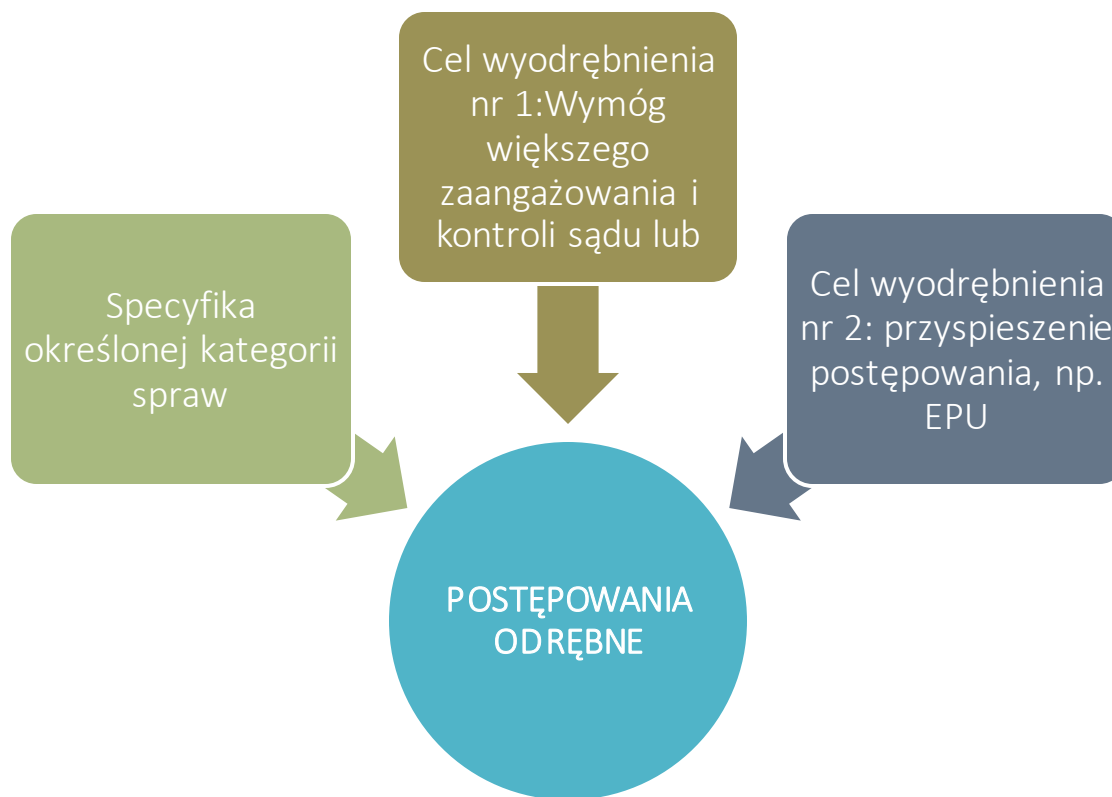 Cel wyodrębnienia
nr 1:Wymóg
większego
zaangażowania i
kontroli sądu lub
Specyfika
określonej kategorii
spraw
Cel wyodrębnienia
nr 2: przyspieszenie
postępowania, np.
EPU
POSTĘPOWANIA
ODRĘBNE